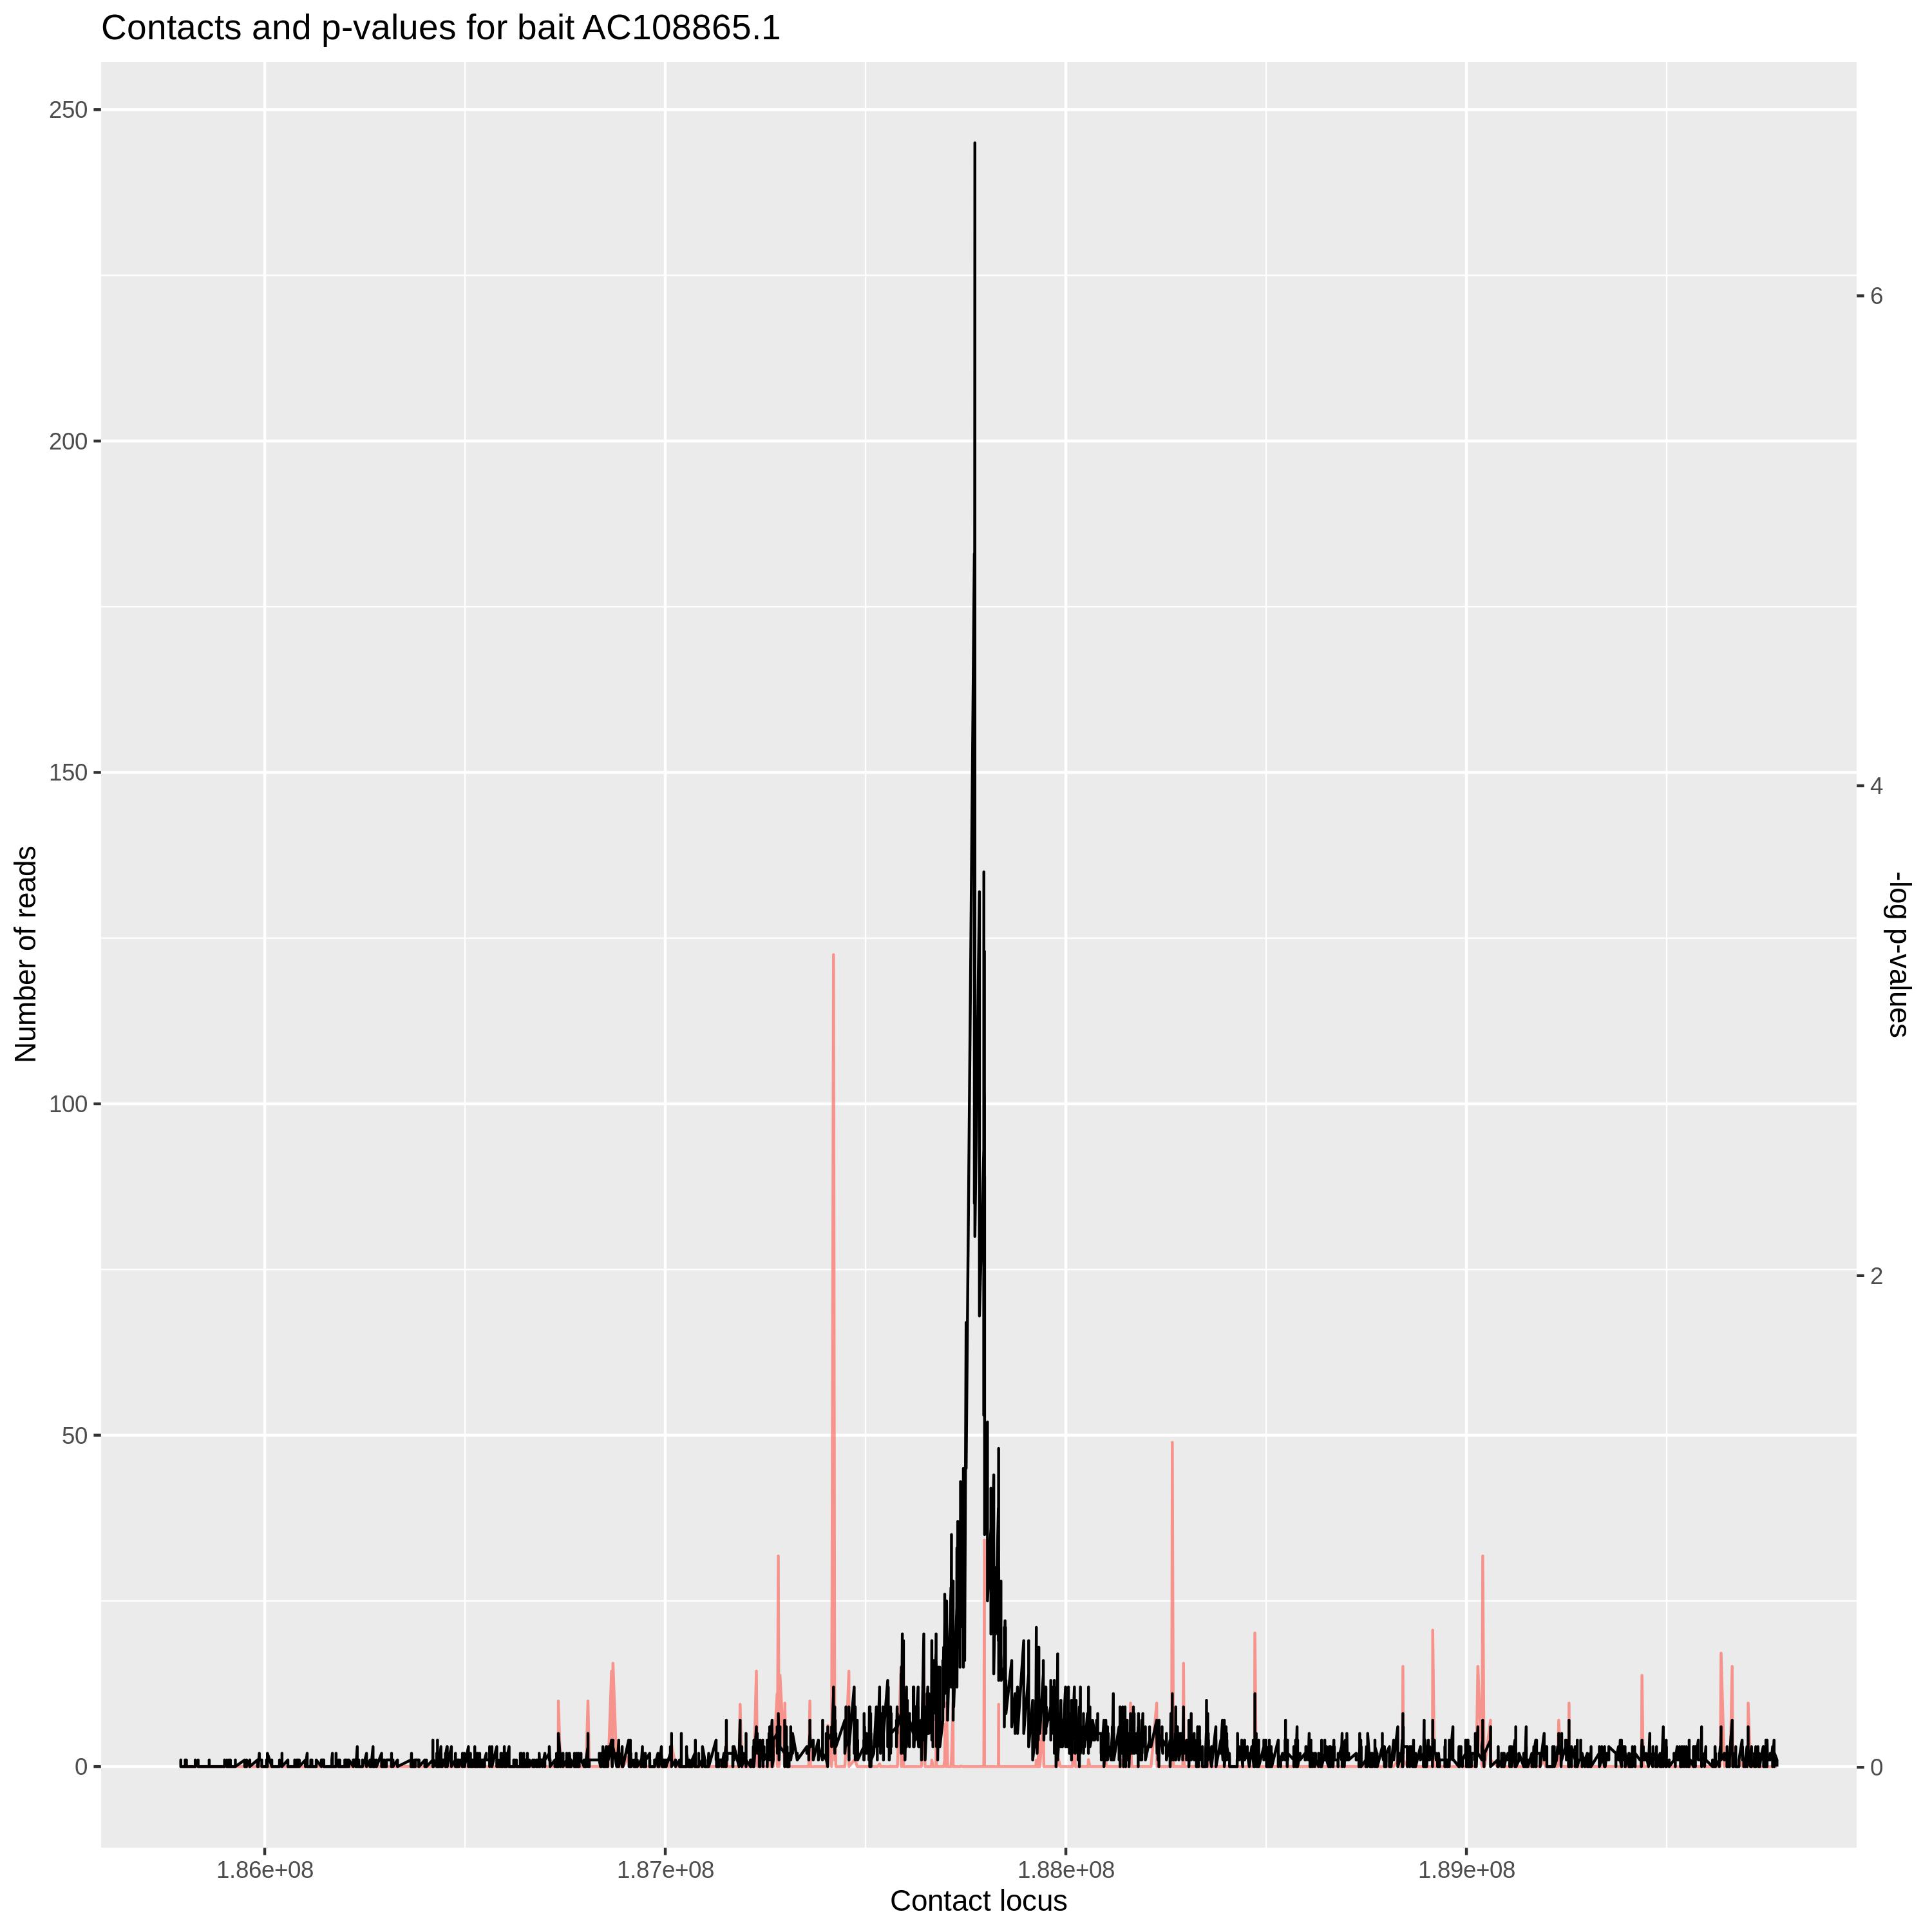 Contacts and p-values for bait AC108865.1
250
200
150
100
50
0
Number of reads
6
4
2
0
-log p-values
1.86e+08
1.87e+08
1.88e+08
1.89e+08
Contact locus